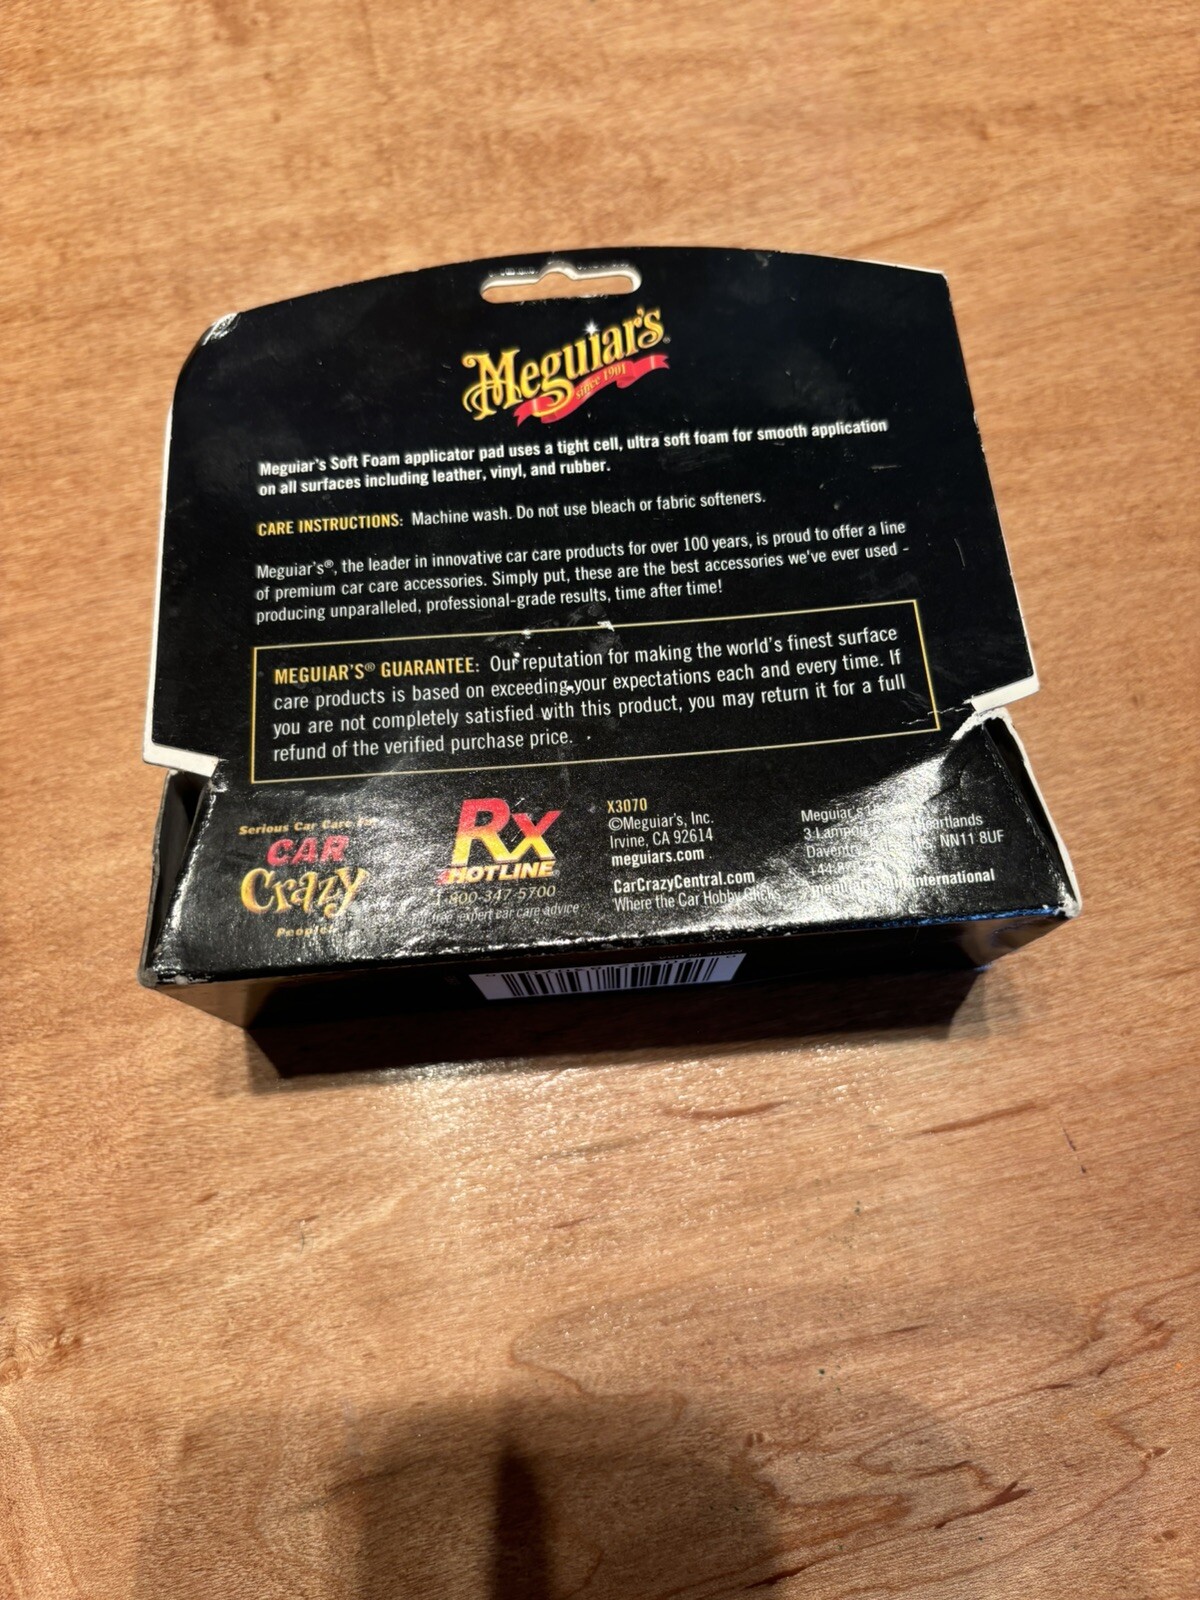 Meguiar's
since 1901
Meguiar's Soft Foam applicator pad uses a tight cell, ultra soft foam for smooth application
on all surfaces including leather, vinyl, and rubber.
CARE INSTRUCTIONS: Machine wash. Do not use bleach or fabric softeners.
Meguiar's®, the leader in innovative car care products for over 100 years, is proud to offer a line
of premium car care accessories. Simply put, these are the best accessories we've ever used -
producing unparalleled, professional-grade results, time after time!
MEGUIAR'S® GUARANTEE: Our reputation for making the world's finest surface
care products is based on exceeding your expectations each and every time. If
you are not completely satisfied with this product, you may return it for a full
refund of the verified purchase price.
Serious Car Care for
CAR
Crazy
People
Rx
HOTLINE
1-800-347-5700
expert car care advice
X3070
©Meguiar's, Inc.
Irvine, CA 92614
meguiars.com
CarCrazyCentral.com
Where the Car Hobby Clicks
Meguiar's
3 Heartlands
Daventry NN11 8UF
MADE IN USA